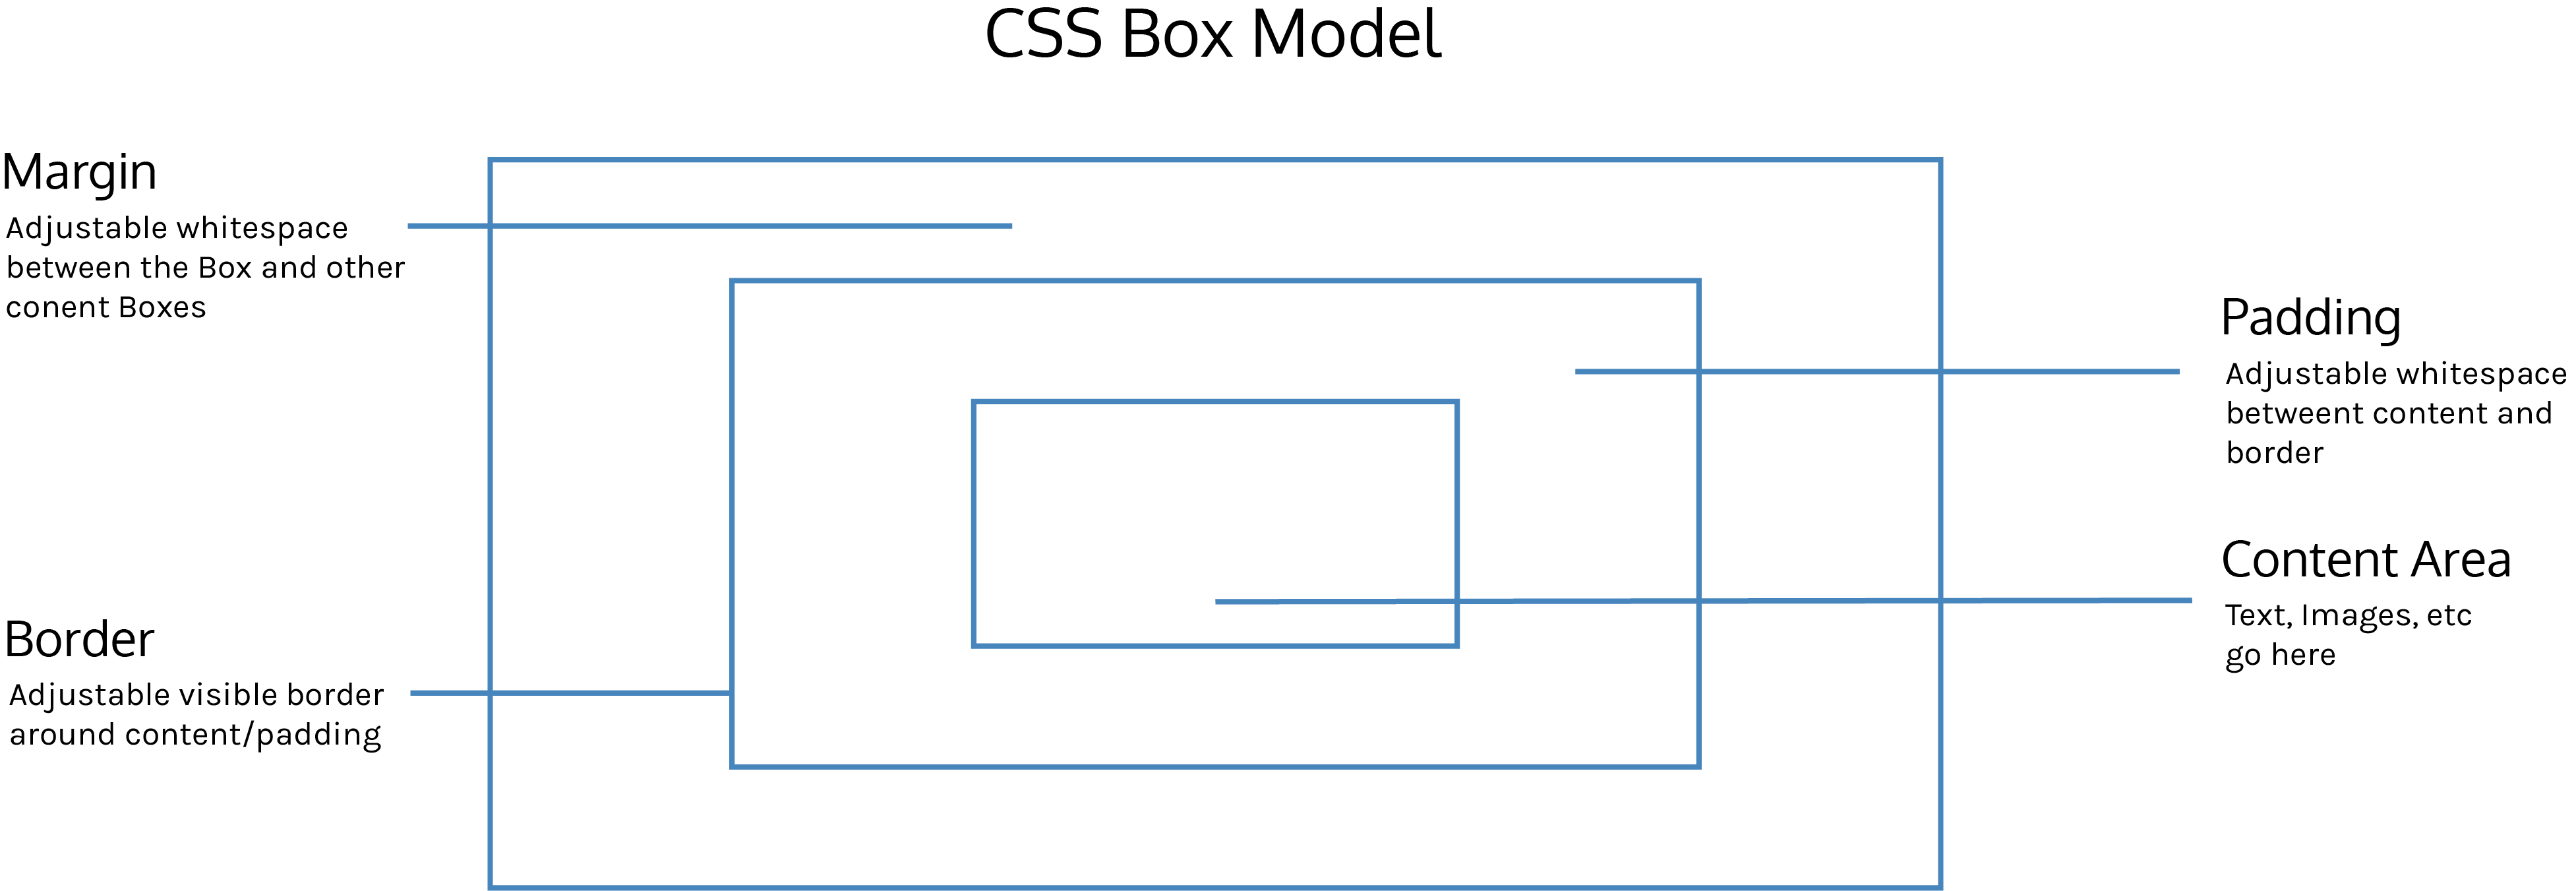 CSS Box Model
Margin
Adjustable whitespace
between the Box and other
conent Boxes
Padding
Adjustable whitespace
betweent content and
border
Content Area
Text, Images, etc
go here
Border
Adjustable visible border
around content/padding